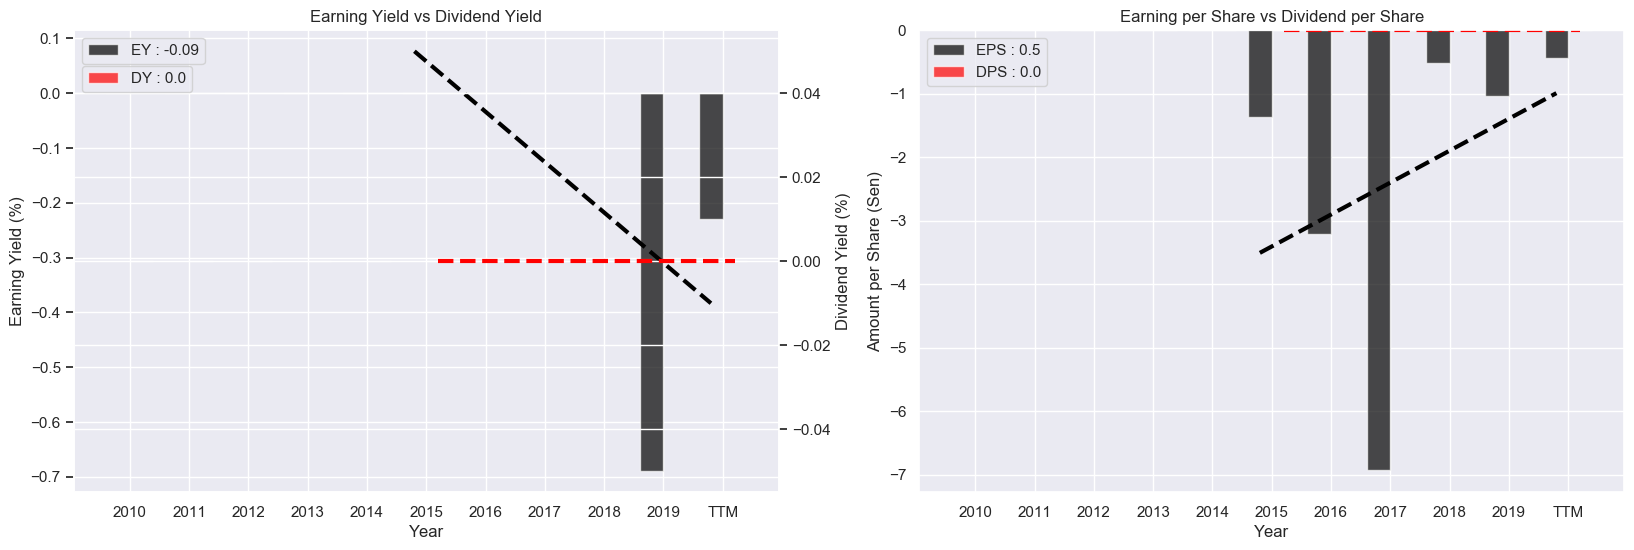 Earning Yield vs Dividend Yield
EY : -0.09
DY : 0.0
0.1
0.0
−0.1
−0.2
−0.3
−0.4
−0.5
−0.6
−0.7
Earning Yield (%)
0.04
0.02
0.00
−0.02
−0.04
Dividend Yield (%)
2010 2011 2012 2013 2014 2015 2016 2017 2018 2019 TTM
Year
Earning per Share vs Dividend per Share
EPS : 0.5
DPS : 0.0
0
−1
−2
−3
−4
−5
−6
−7
Amount per Share (Sen)
2010 2011 2012 2013 2014 2015 2016 2017 2018 2019 TTM
Year